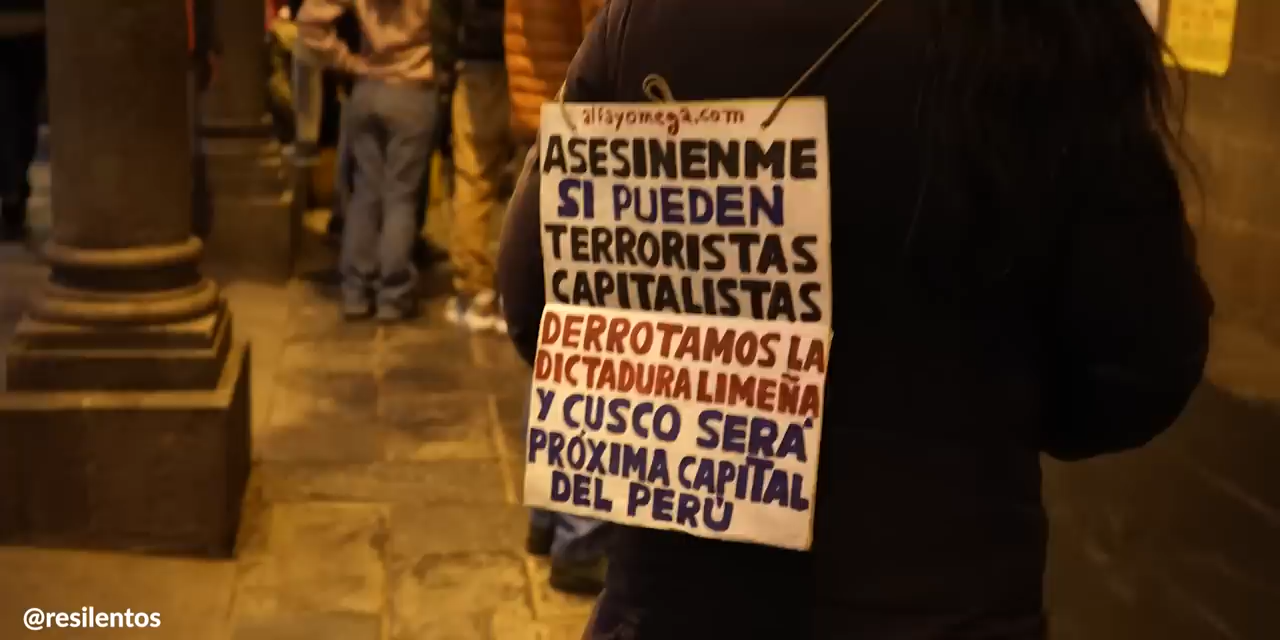 alfayomega.com
ASESINENME
SI PUEDEN
TERRORISTAS
CAPITALISTAS
DERROTAMOS LA
DICTADURA LIMEÑA
Y CUSCO SERÁ
PRÓXIMA CAPITAL
DEL PERÚ
@resilentos